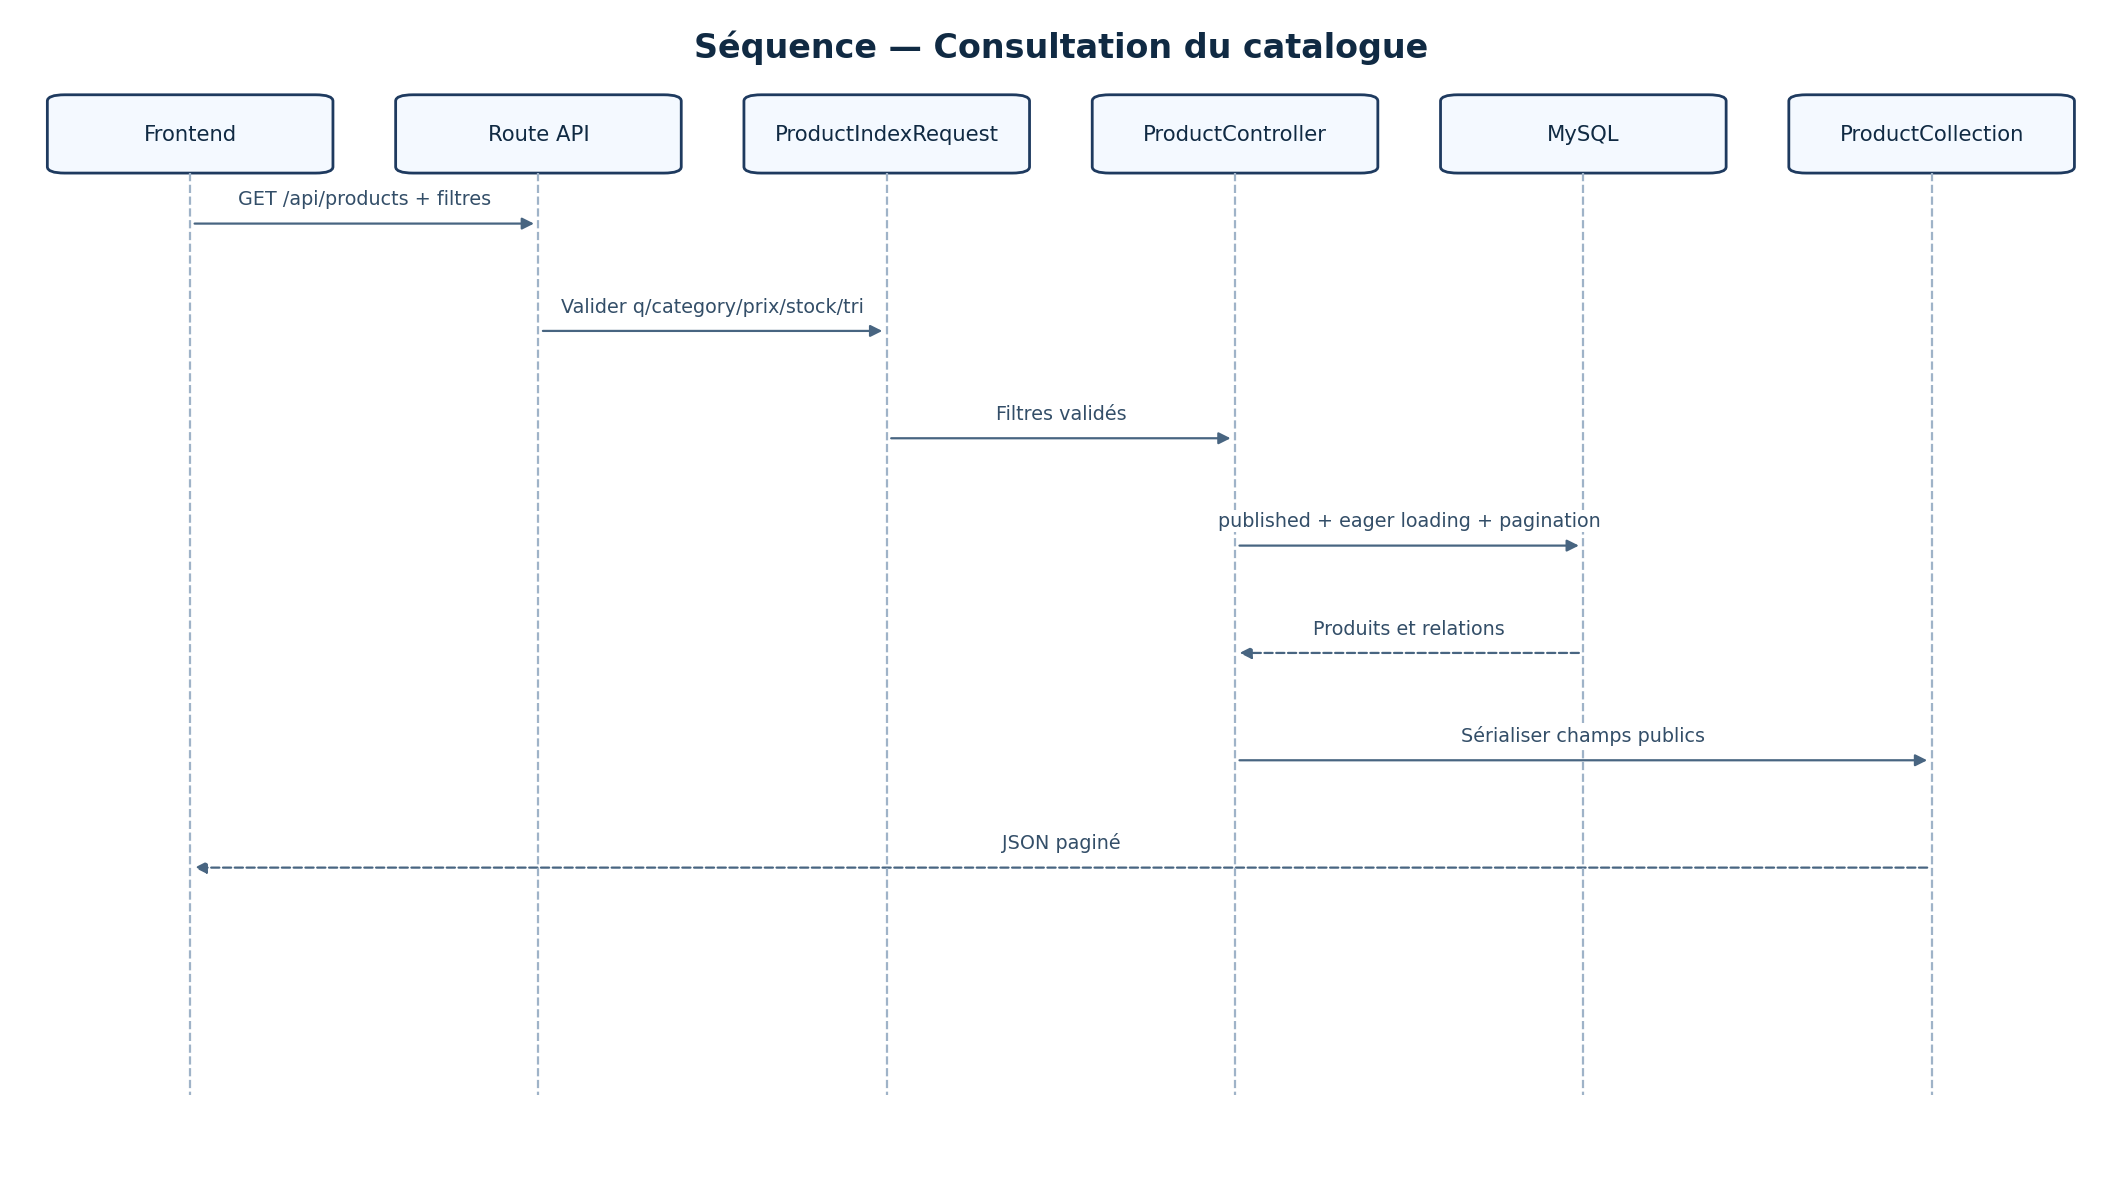 Séquence — Consultation du catalogue
Frontend
Route API
ProductIndexRequest
ProductController
MySQL
ProductCollection
GET /api/products + filtres
Valider q/category/prix/stock/tri
Filtres validés
published + eager loading + pagination
Produits et relations
Sérialiser champs publics
JSON paginé